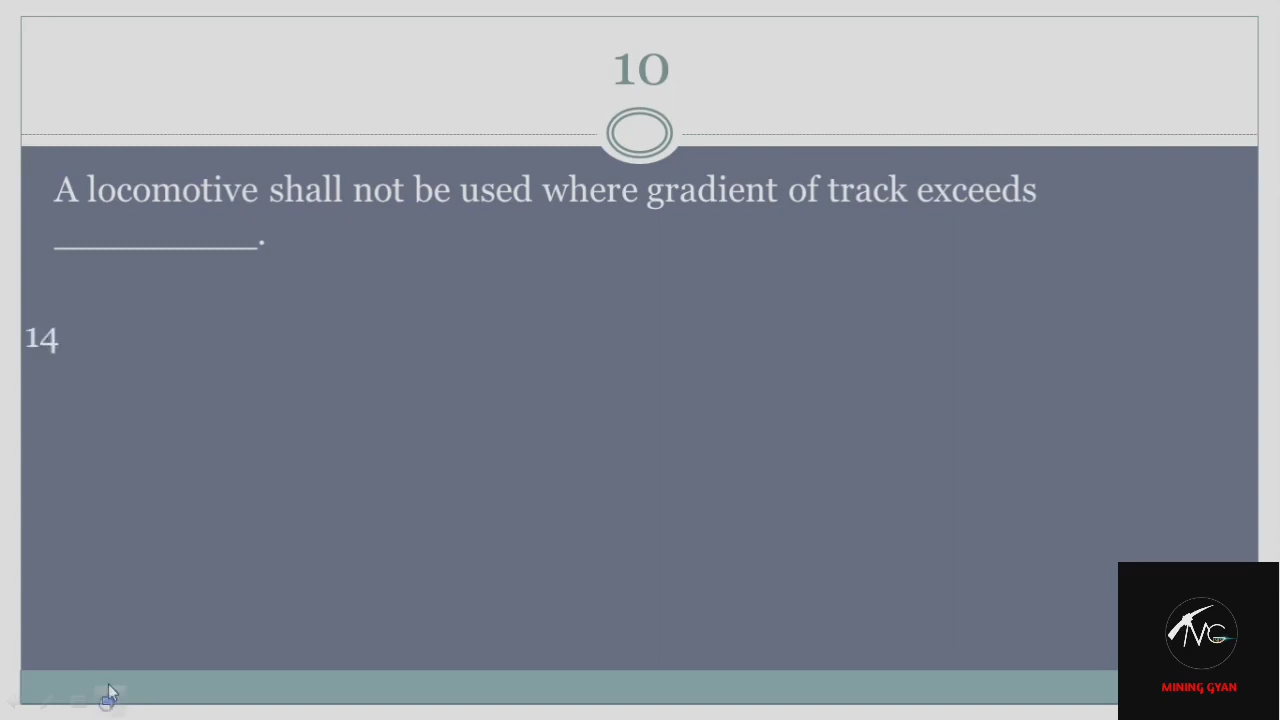 10
A locomotive shall not be used where gradient of track exceeds
___________.
14
MINING GYAN